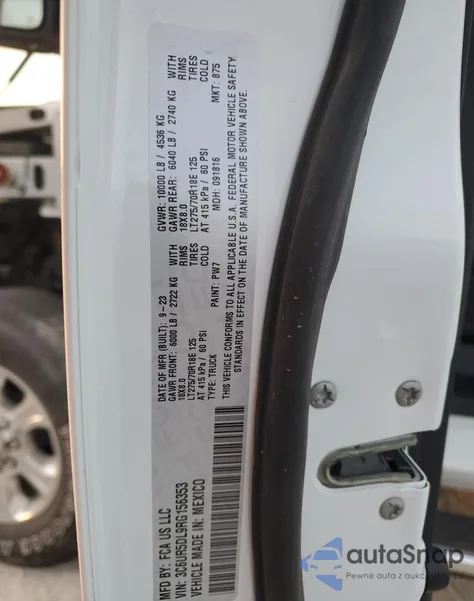 MFD BY: FCA US LLC
DATE OF MFR (BUILT): 9-23
GVWR: 10000 LB / 4536 KG
GAWR FRONT: 6000 LB / 2722 KG WITH
18X8.0 RIMS
LT275/70R18E 125 TIRES
AT 415 kPa / 60 PSI COLD
GAWR REAR: 6040 LB / 2740 KG WITH
18X8.0 RIMS
LT275/70R18E 125 TIRES
AT 415 kPa / 60 PSI COLD
VIN: 3C6UR5DL9RG156353
TYPE: TRUCK
PAINT: PW7
MDH: 091816
MKT: 875
VEHICLE MADE IN: MEXICO
THIS VEHICLE CONFORMS TO ALL APPLICABLE U.S.A. FEDERAL MOTOR VEHICLE SAFETY
STANDARDS IN EFFECT ON THE DATE OF MANUFACTURE SHOWN ABOVE.
autoSnap
Pewne auta z aukcji